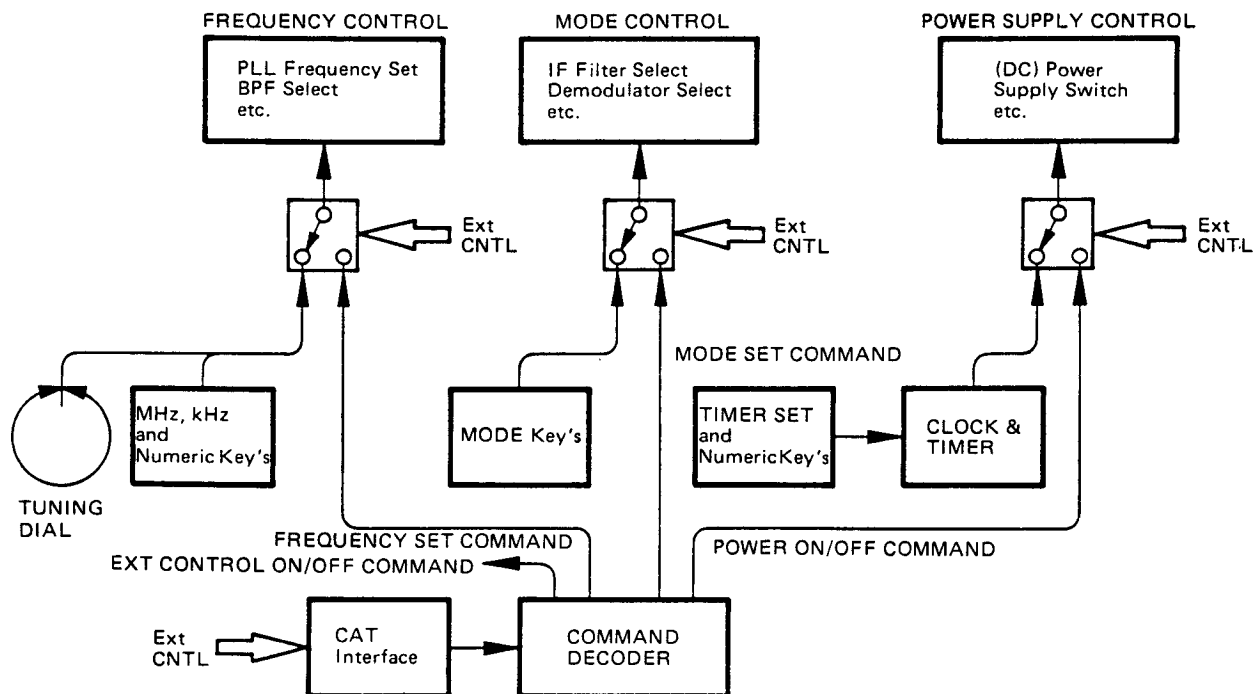 FREQUENCY CONTROL
MODE CONTROL
POWER SUPPLY CONTROL
PLL Frequency Set
BPF Select
etc.
IF Filter Select
Demodulator Select
etc.
(DC) Power
Supply Switch
etc.
Ext
CNTL
Ext
CNTL
Ext
CNTL
MODE SET COMMAND
TUNING
DIAL
MHz, kHz
and
Numeric Key's
MODE Key's
TIMER SET
and
Numeric Key's
CLOCK &
TIMER
FREQUENCY SET COMMAND
EXT CONTROL ON/OFF COMMAND
POWER ON/OFF COMMAND
Ext
CNTL
CAT
Interface
COMMAND
DECODER